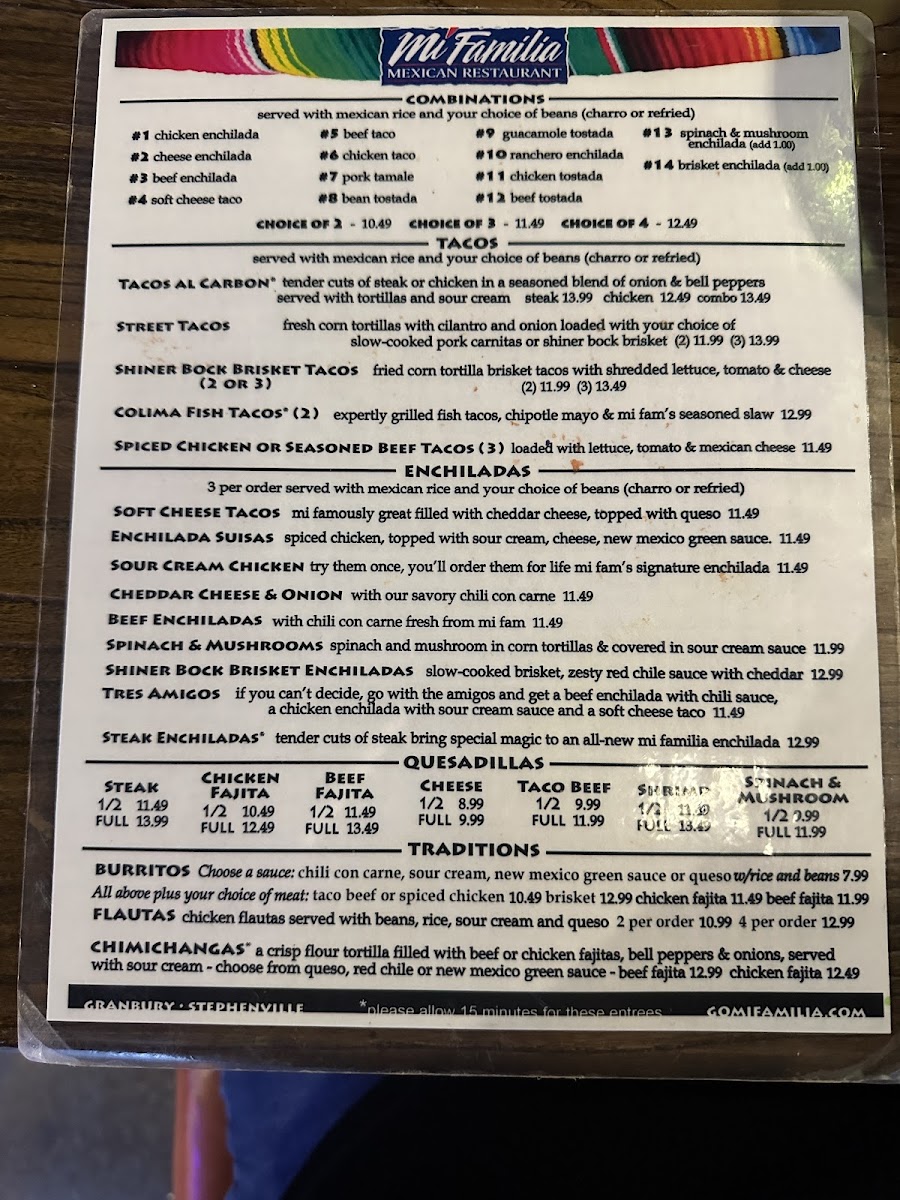 Mi Familia
MEXICAN RESTAURANT
COMBINATIONS
served with mexican rice and your choice of beans (charro or refried)
#1 chicken enchilada
#2 cheese enchilada
#3 beef enchilada
#4 soft cheese taco
#5 beef taco
#6 chicken taco
#7 pork tamale
#8 bean tostada
#9 guacamole tostada
#10 ranchero enchilada
#11 chicken tostada
#12 beef tostada
#13 spinach & mushroom
enchilada (add 1.00)
#14 brisket enchilada (add 1.00)
CHOICE OF 2 - 10.49 CHOICE OF 3 - 11.49 CHOICE OF 4 - 12.49
TACOS
served with mexican rice and your choice of beans (charro or refried)
TACOS AL CARBON* tender cuts of steak or chicken in a seasoned blend of onion & bell peppers
served with tortillas and sour cream steak 13.99 chicken 12.49 combo 13.49
STREET TACOS fresh corn tortillas with cilantro and onion loaded with your choice of
slow-cooked pork carnitas or shiner bock brisket (2) 11.99 (3) 13.99
SHINER BOCK BRISKET TACOS fried corn tortilla brisket tacos with shredded lettuce, tomato & cheese
(2 OR 3) (2) 11.99 (3) 13.49
COLIMA FISH TACOS* (2) expertly grilled fish tacos, chipotle mayo & mi fam's seasoned slaw 12.99
SPICED CHICKEN OR SEASONED BEEF TACOS (3) loaded with lettuce, tomato & mexican cheese 11.49
ENCHILADAS
3 per order served with mexican rice and your choice of beans (charro or refried)
SOFT CHEESE TACOS mi famously great filled with cheddar cheese, topped with queso 11.49
ENCHILADA SUISAS spiced chicken, topped with sour cream, cheese, new mexico green sauce. 11.49
SOUR CREAM CHICKEN try them once, you'll order them for life mi fam's signature enchilada 11.49
CHEDDAR CHEESE & ONION with our savory chili con carne 11.49
BEEF ENCHILADAS with chili con carne fresh from mi fam 11.49
SPINACH & MUSHROOMS spinach and mushroom in corn tortillas & covered in sour cream sauce 11.99
SHINER BOCK BRISKET ENCHILADAS slow-cooked brisket, zesty red chile sauce with cheddar 12.99
TRES AMIGOS if you can't decide, go with the amigos and get a beef enchilada with chili sauce,
a chicken enchilada with sour cream sauce and a soft cheese taco 11.49
STEAK ENCHILADAS* tender cuts of steak bring special magic to an all-new mi familia enchilada 12.99
QUESADILLAS
STEAK
1/2 11.49
FULL 13.99
CHICKEN
FAJITA
1/2 10.49
FULL 12.49
BEEF
FAJITA
1/2 11.49
FULL 13.49
CHEESE
1/2 8.99
FULL 9.99
TACO BEEF
1/2 9.99
FULL 11.99
SHRIMP
1/2 11.49
FULL 13.49
SPINACH &
MUSHROOM
1/2 9.99
FULL 11.99
TRADITIONS
BURRITOS Choose a sauce: chili con carne, sour cream, new mexico green sauce or queso w/rice and beans 7.99
All above plus your choice of meat: taco beef or spiced chicken 10.49 brisket 12.99 chicken fajita 11.49 beef fajita 11.99
FLAUTAS chicken flautas served with beans, rice, sour cream and queso 2 per order 10.99 4 per order 12.99
CHIMICHANGAS* a crisp flour tortilla filled with beef or chicken fajitas, bell peppers & onions, served
with sour cream - choose from queso, red chile or new mexico green sauce - beef fajita 12.99 chicken fajita 12.49
GRANBURY · STEPHENVILLE *please allow 15 minutes for these entrees GOMIFAMILIA.COM